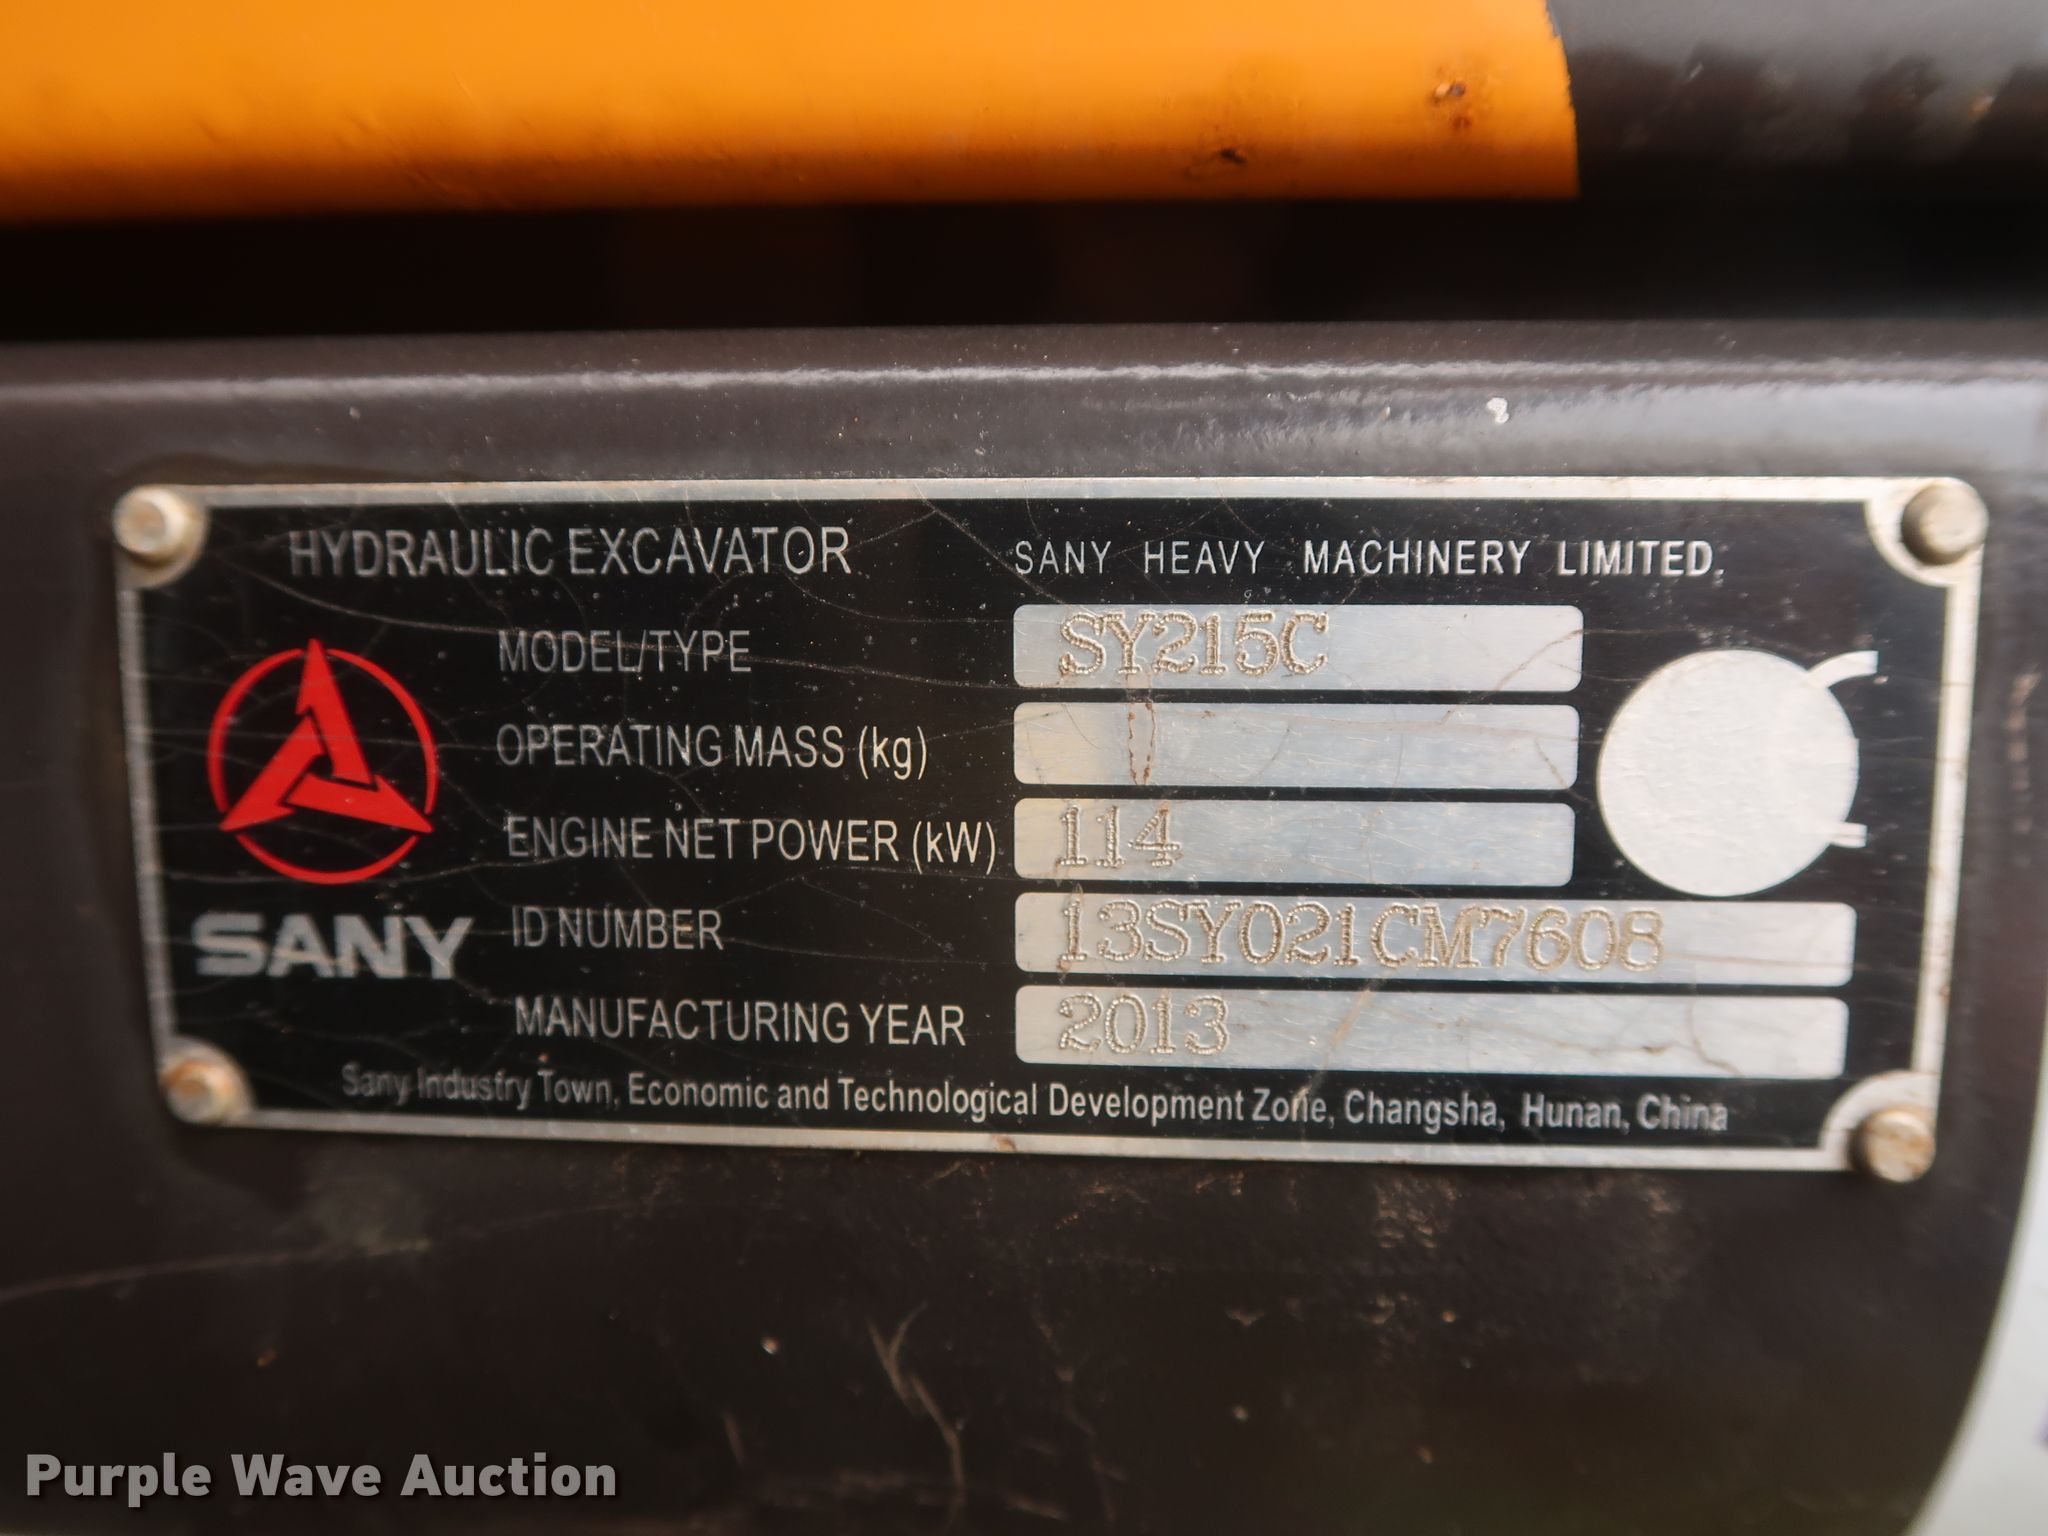 HYDRAULIC EXCAVATOR SANY HEAVY MACHINERY LIMITED.
MODEL/TYPE SY215C
OPERATING MASS (kg)
ENGINE NET POWER (kW) 114
SANY ID NUMBER 13SY021CM7608
MANUFACTURING YEAR 2013
Sany Industry Town, Economic and Technological Development Zone, Changsha, Hunan, China
Purple Wave Auction